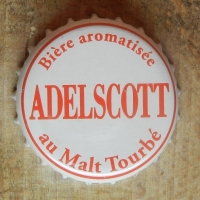 Bière aromatisée
ADELSCOTT
au Malt Tourbé